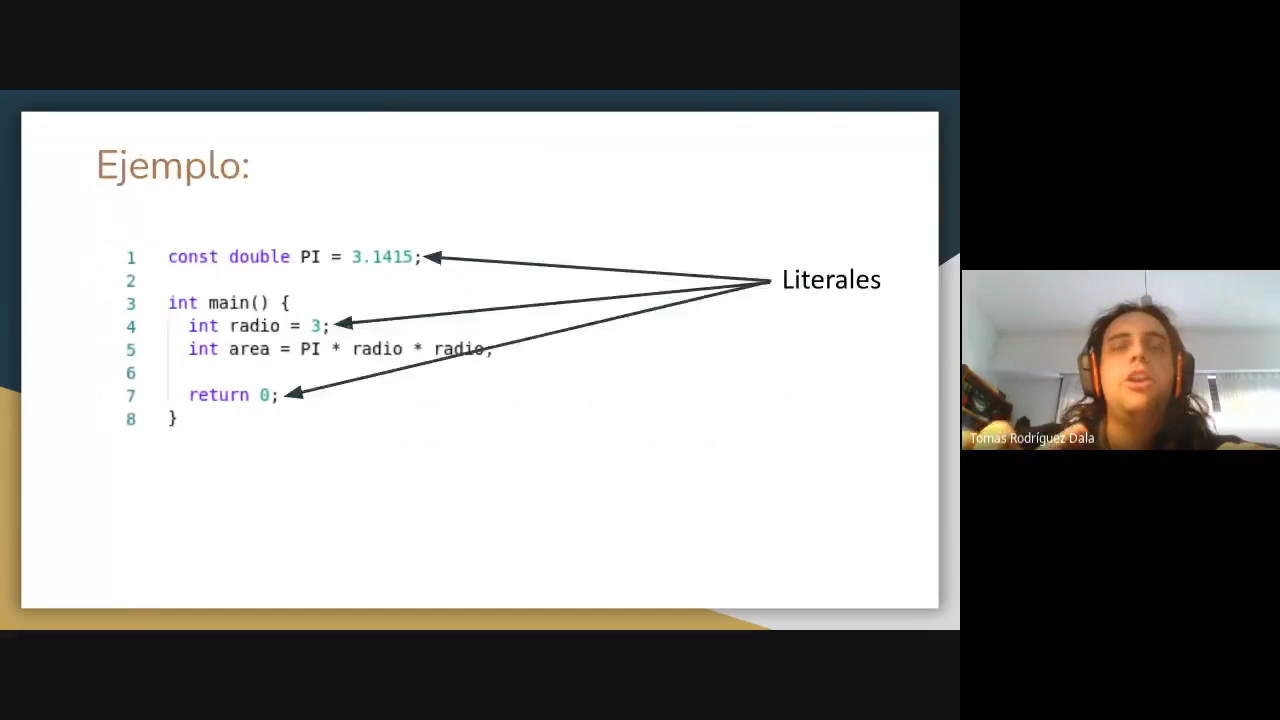 Ejemplo:
1 const double PI = 3.1415;
2
3 int main() {
4 int radio = 3;
5 int area = PI * radio * radio;
6
7 return 0;
8 }
Literales
Tomás Rodríguez Dala